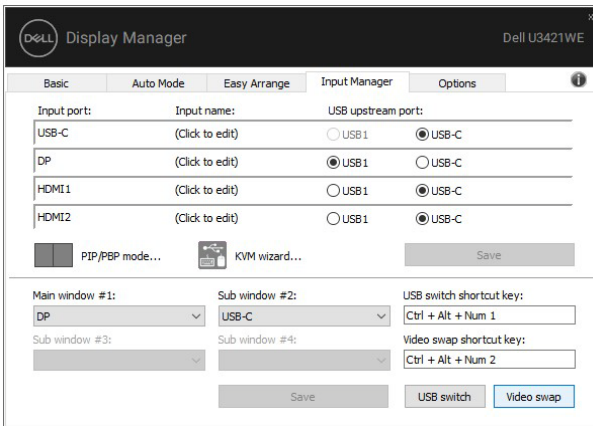 DELL Display Manager Dell U3421WE
Basic Auto Mode Easy Arrange Input Manager Options
Input port: Input name: USB upstream port:
USB-C (Click to edit) USB1 USB-C
DP (Click to edit) USB1 USB-C
HDMI1 (Click to edit) USB1 USB-C
HDMI2 (Click to edit) USB1 USB-C
PIP/PBP mode... KVM wizard... Save
Main window #1: Sub window #2: USB switch shortcut key:
DP USB-C Ctrl + Alt + Num 1
Sub window #3: Sub window #4: Video swap shortcut key:
Ctrl + Alt + Num 2
Save USB switch Video swap